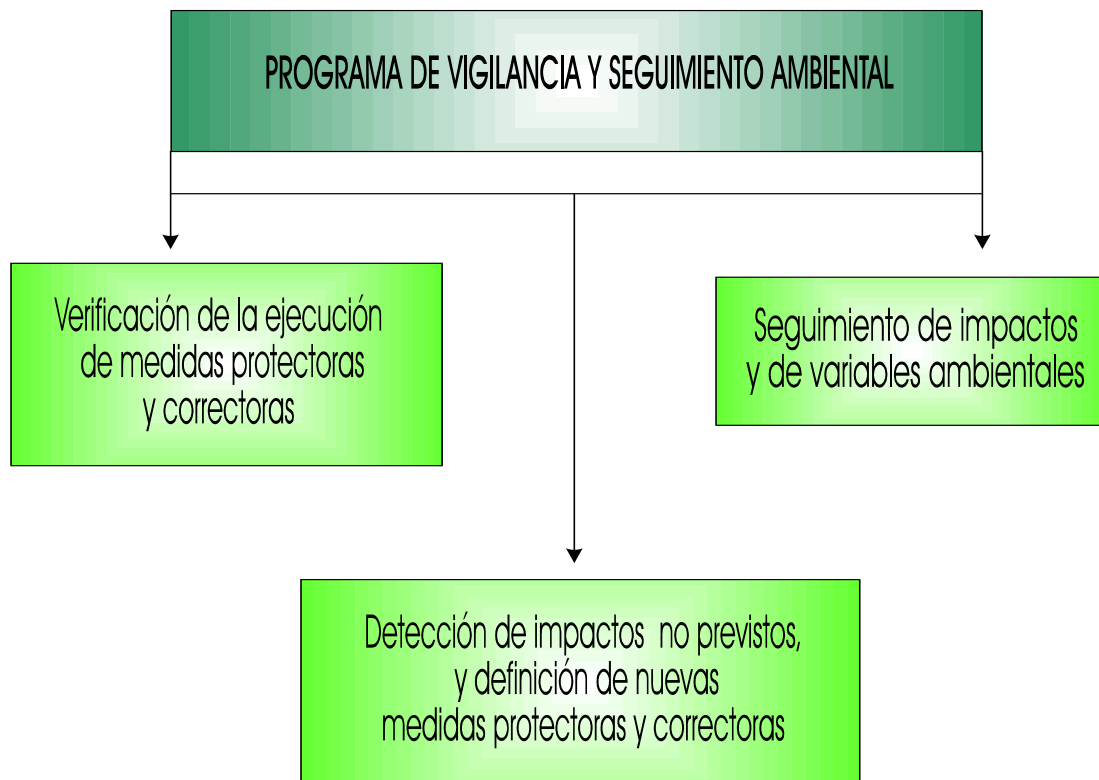 PROGRAMA DE VIGILANCIA Y SEGUIMIENTO AMBIENTAL
Verificación de la ejecución
de medidas protectoras
y correctoras
Seguimiento de impactos
y de variables ambientales
Detección de impactos no previstos,
y definición de nuevas
medidas protectoras y correctoras